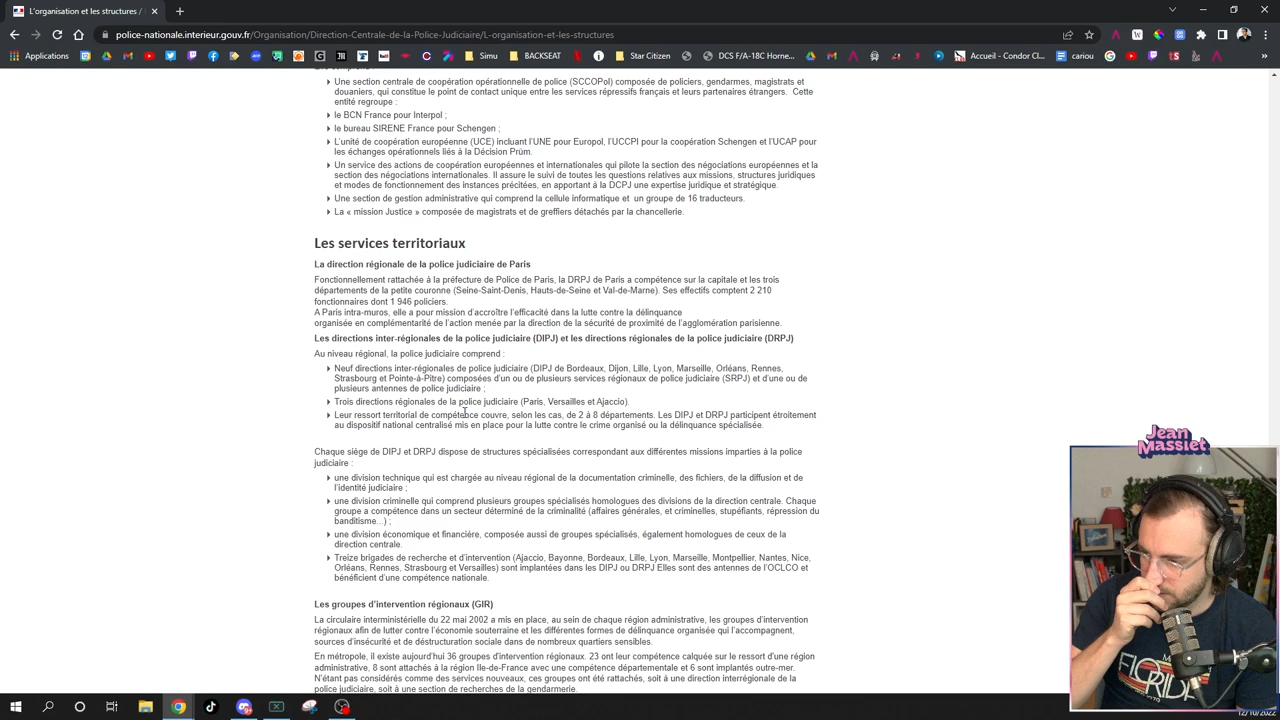 L'organisation et les structures /
police-nationale.interieur.gouv.fr/Organisation/Direction-Centrale-de-la-Police-Judiciaire/L-organisation-et-les-structures
Applications
Simu
BACKSEAT
Star Citizen
DCS F/A-18C Horne...
Accueil - Condor Cl...
cariou
Une section centrale de coopération opérationnelle de police (SCCOPol) composée de policiers, gendarmes, magistrats et
douaniers, qui constitue le point de contact unique entre les services répressifs français et leurs partenaires étrangers. Cette
entité regroupe :
le BCN France pour Interpol ;
le bureau SIRENE France pour Schengen ;
L'unité de coopération européenne (UCE) incluant l'UNE pour Europol, l'UCCPI pour la coopération Schengen et l'UCAP pour
les échanges opérationnels liés à la Décision Prüm.
Un service des actions de coopération européennes et internationales qui pilote la section des négociations européennes et la
section des négociations internationales. Il assure le suivi de toutes les questions relatives aux missions, structures juridiques
et modes de fonctionnement des instances précitées, en apportant à la DCPJ une expertise juridique et stratégique.
Une section de gestion administrative qui comprend la cellule informatique et un groupe de 16 traducteurs.
La « mission Justice » composée de magistrats et de greffiers détachés par la chancellerie.
Les services territoriaux
La direction régionale de la police judiciaire de Paris
Fonctionnellement rattachée à la préfecture de Police de Paris, la DRPJ de Paris a compétence sur la capitale et les trois
départements de la petite couronne (Seine-Saint-Denis, Hauts-de-Seine et Val-de-Marne). Ses effectifs comptent 2 210
fonctionnaires dont 1 946 policiers.
A Paris intra-muros, elle a pour mission d'accroître l'efficacité dans la lutte contre la délinquance
organisée en complémentarité de l'action menée par la direction de la sécurité de proximité de l'agglomération parisienne.
Les directions inter-régionales de la police judiciaire (DIPJ) et les directions régionales de la police judiciaire (DRPJ)
Au niveau régional, la police judiciaire comprend :
Neuf directions inter-régionales de police judiciaire (DIPJ de Bordeaux, Dijon, Lille, Lyon, Marseille, Orléans, Rennes,
Strasbourg et Pointe-à-Pitre) composées d'un ou de plusieurs services régionaux de police judiciaire (SRPJ) et d'une ou de
plusieurs antennes de police judiciaire ;
Trois directions régionales de la police judiciaire (Paris, Versailles et Ajaccio).
Leur ressort territorial de compétence couvre, selon les cas, de 2 à 8 départements. Les DIPJ et DRPJ participent étroitement
au dispositif national centralisé mis en place pour la lutte contre le crime organisé ou la délinquance spécialisée.
Chaque siège de DIPJ et DRPJ dispose de structures spécialisées correspondant aux différentes missions imparties à la police
judiciaire :
une division technique qui est chargée au niveau régional de la documentation criminelle, des fichiers, de la diffusion et de
l'identité judiciaire ;
une division criminelle qui comprend plusieurs groupes spécialisés homologues des divisions de la direction centrale. Chaque
groupe a compétence dans un secteur déterminé de la criminalité (affaires générales, et criminelles, stupéfiants, répression du
banditisme...) ;
une division économique et financière, composée aussi de groupes spécialisés, également homologues de ceux de la
direction centrale.
Treize brigades de recherche et d'intervention (Ajaccio, Bayonne, Bordeaux, Lille, Lyon, Marseille, Montpellier, Nantes, Nice,
Orléans, Rennes, Strasbourg et Versailles) sont implantées dans les DIPJ ou DRPJ Elles sont des antennes de l'OCLCO et
bénéficient d'une compétence nationale.
Les groupes d'intervention régionaux (GIR)
La circulaire interministérielle du 22 mai 2002 a mis en place, au sein de chaque région administrative, les groupes d'intervention
régionaux afin de lutter contre l'économie souterraine et les différentes formes de délinquance organisée qui l'accompagnent,
sources d'insécurité et de déstructuration sociale dans de nombreux quartiers sensibles.
En métropole, il existe aujourd'hui 36 groupes d'intervention régionaux. 23 ont leur compétence calquée sur le ressort d'une région
administrative, 8 sont attachés à la région Ile-de-France avec une compétence départementale et 6 sont implantés outre-mer.
N'étant pas considérés comme des services nouveaux, ces groupes ont été rattachés, soit à une direction interrégionale de la
police judiciaire, soit à une section de recherches de la gendarmerie.
Jean
Massiet
FLORIDE
12/10/2022